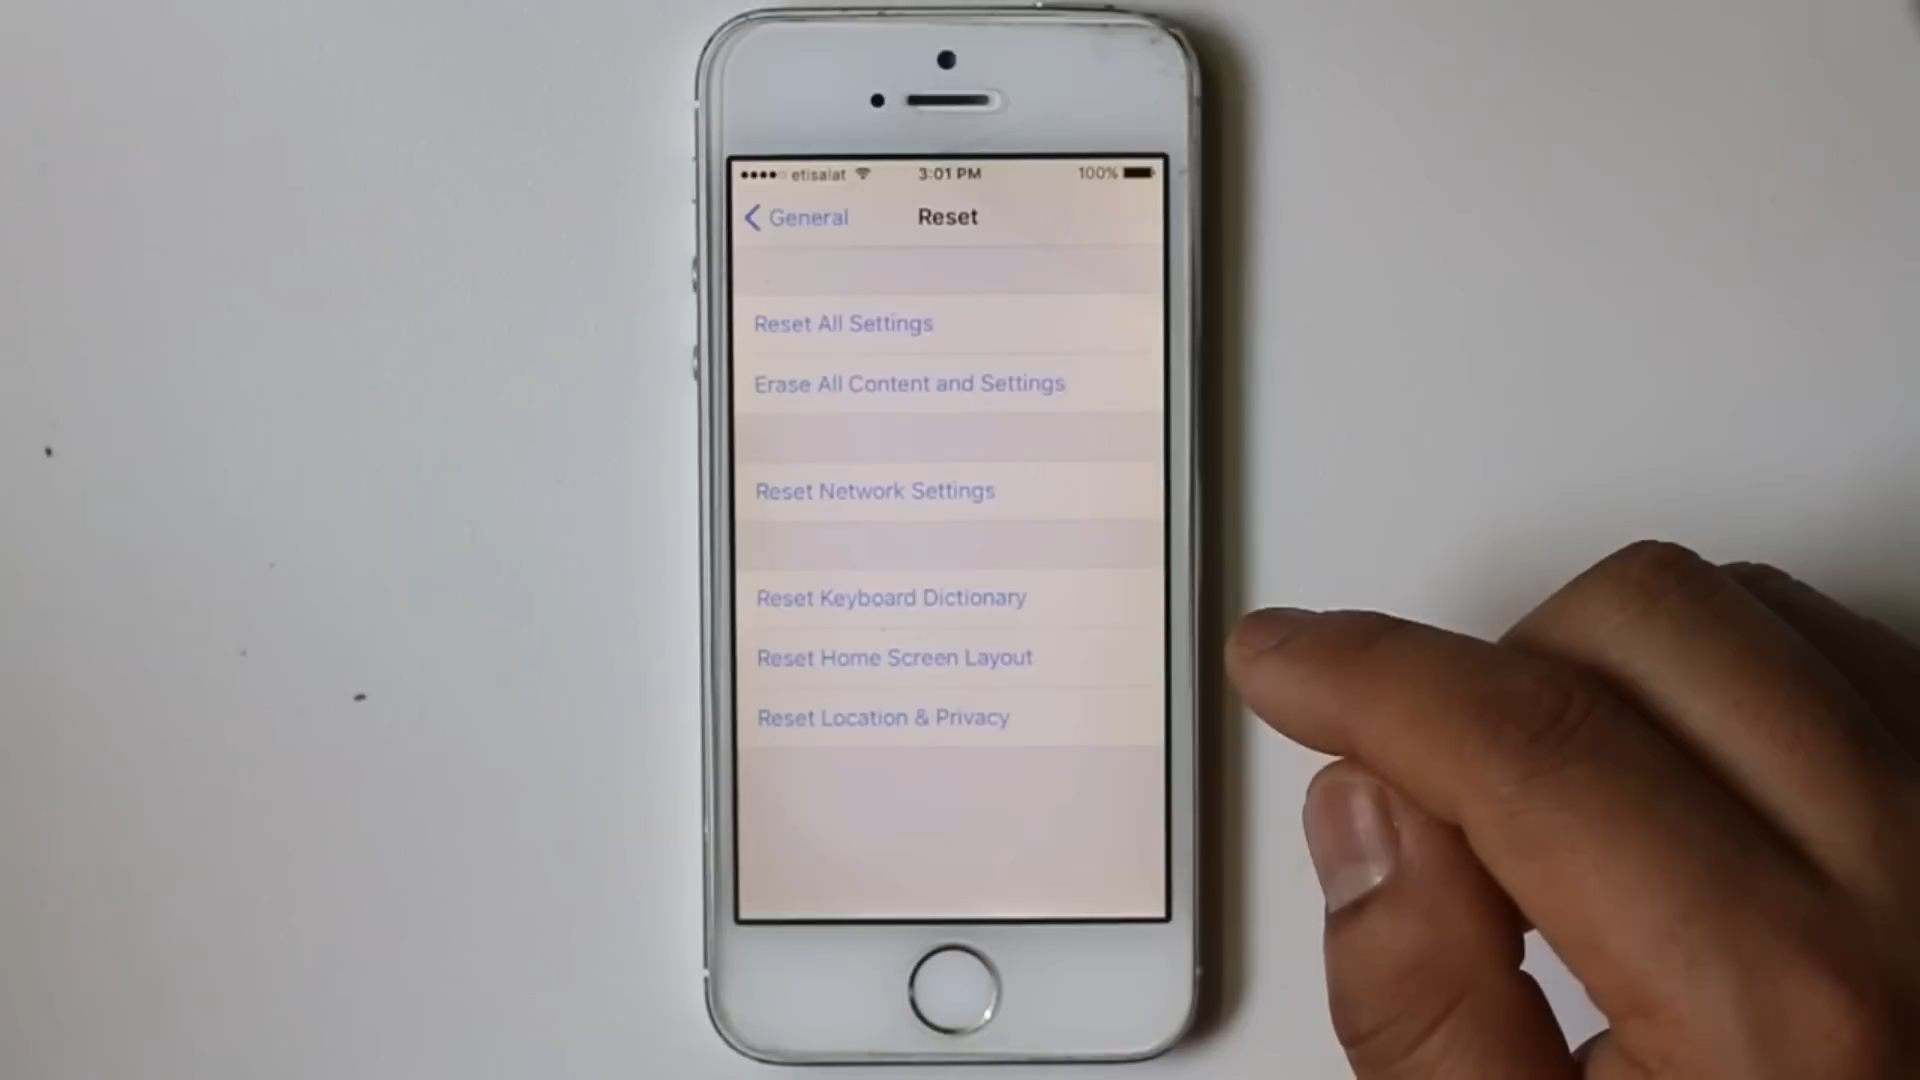 etisalat 3:01 PM 100%
General Reset
Reset All Settings
Erase All Content and Settings
Reset Network Settings
Reset Keyboard Dictionary
Reset Home Screen Layout
Reset Location & Privacy